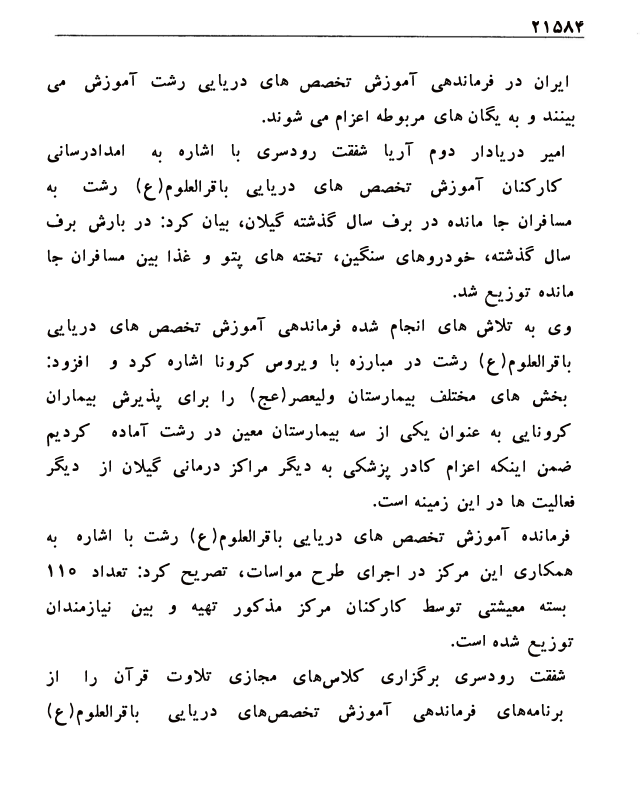 ۲۱۵۸۴
ایران در فرماندهی آموزش تخصص های دریایی رشت آموزش می
بینند و به یگان های مربوطه اعزام می شوند.
امیر دریادار دوم آریا شفقت رودسری با اشاره به امدادرسانی
کارکنان آموزش تخصص های دریایی باقرالعلوم(ع) رشت به
مسافران جا مانده در برف سال گذشته گیلان، بیان کرد: در بارش برف
سال گذشته، خودروهای سنگین، تخته های پتو و غذا بین مسافران جا
مانده توزیع شد.
وی به تلاش های انجام شده فرماندهی آموزش تخصص های دریایی
باقرالعلوم(ع) رشت در مبارزه با ویروس کرونا اشاره کرد و افزود:
بخش های مختلف بیمارستان ولیعصر(عج) را برای پذیرش بیماران
کرونایی به عنوان یکی از سه بیمارستان معین در رشت آماده کردیم
ضمن اینکه اعزام کادر پزشکی به دیگر مراکز درمانی گیلان از دیگر
فعالیت ها در این زمینه است.
فرمانده آموزش تخصص های دریایی باقرالعلوم(ع) رشت با اشاره به
همکاری این مرکز در اجرای طرح مواسات، تصریح کرد: تعداد ۱۱۰
بسته معیشتی توسط کارکنان مرکز مذکور تهیه و بین نیازمندان
توزیع شده است.
شفقت رودسری برگزاری کلاس‌های مجازی تلاوت قرآن را از
برنامه‌های فرماندهی آموزش تخصص‌های دریایی باقرالعلوم(ع)